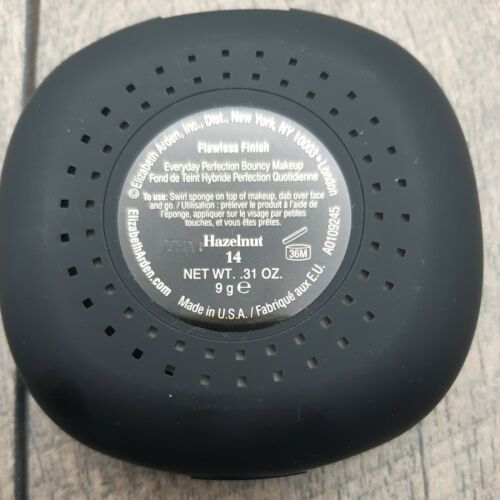 ©Elizabeth Arden, Inc., Dist., New York, NY 10003 • London
Flawless Finish
Everyday Perfection Bouncy Makeup
Fond de Teint Hybride Perfection Quotidienne
To use: Swirl sponge on top of makeup, dab over face
and go. / Utilisation : prélever le produit à l'aide de
l'éponge, appliquer sur le visage par petites
touches, et vous êtes prêtes.
Hazelnut
14
36M
NET WT. .31 OZ.
9 g ℮
ElizabethArden.com
Made in U.S.A. / Fabriqué aux E.U.
A0109245